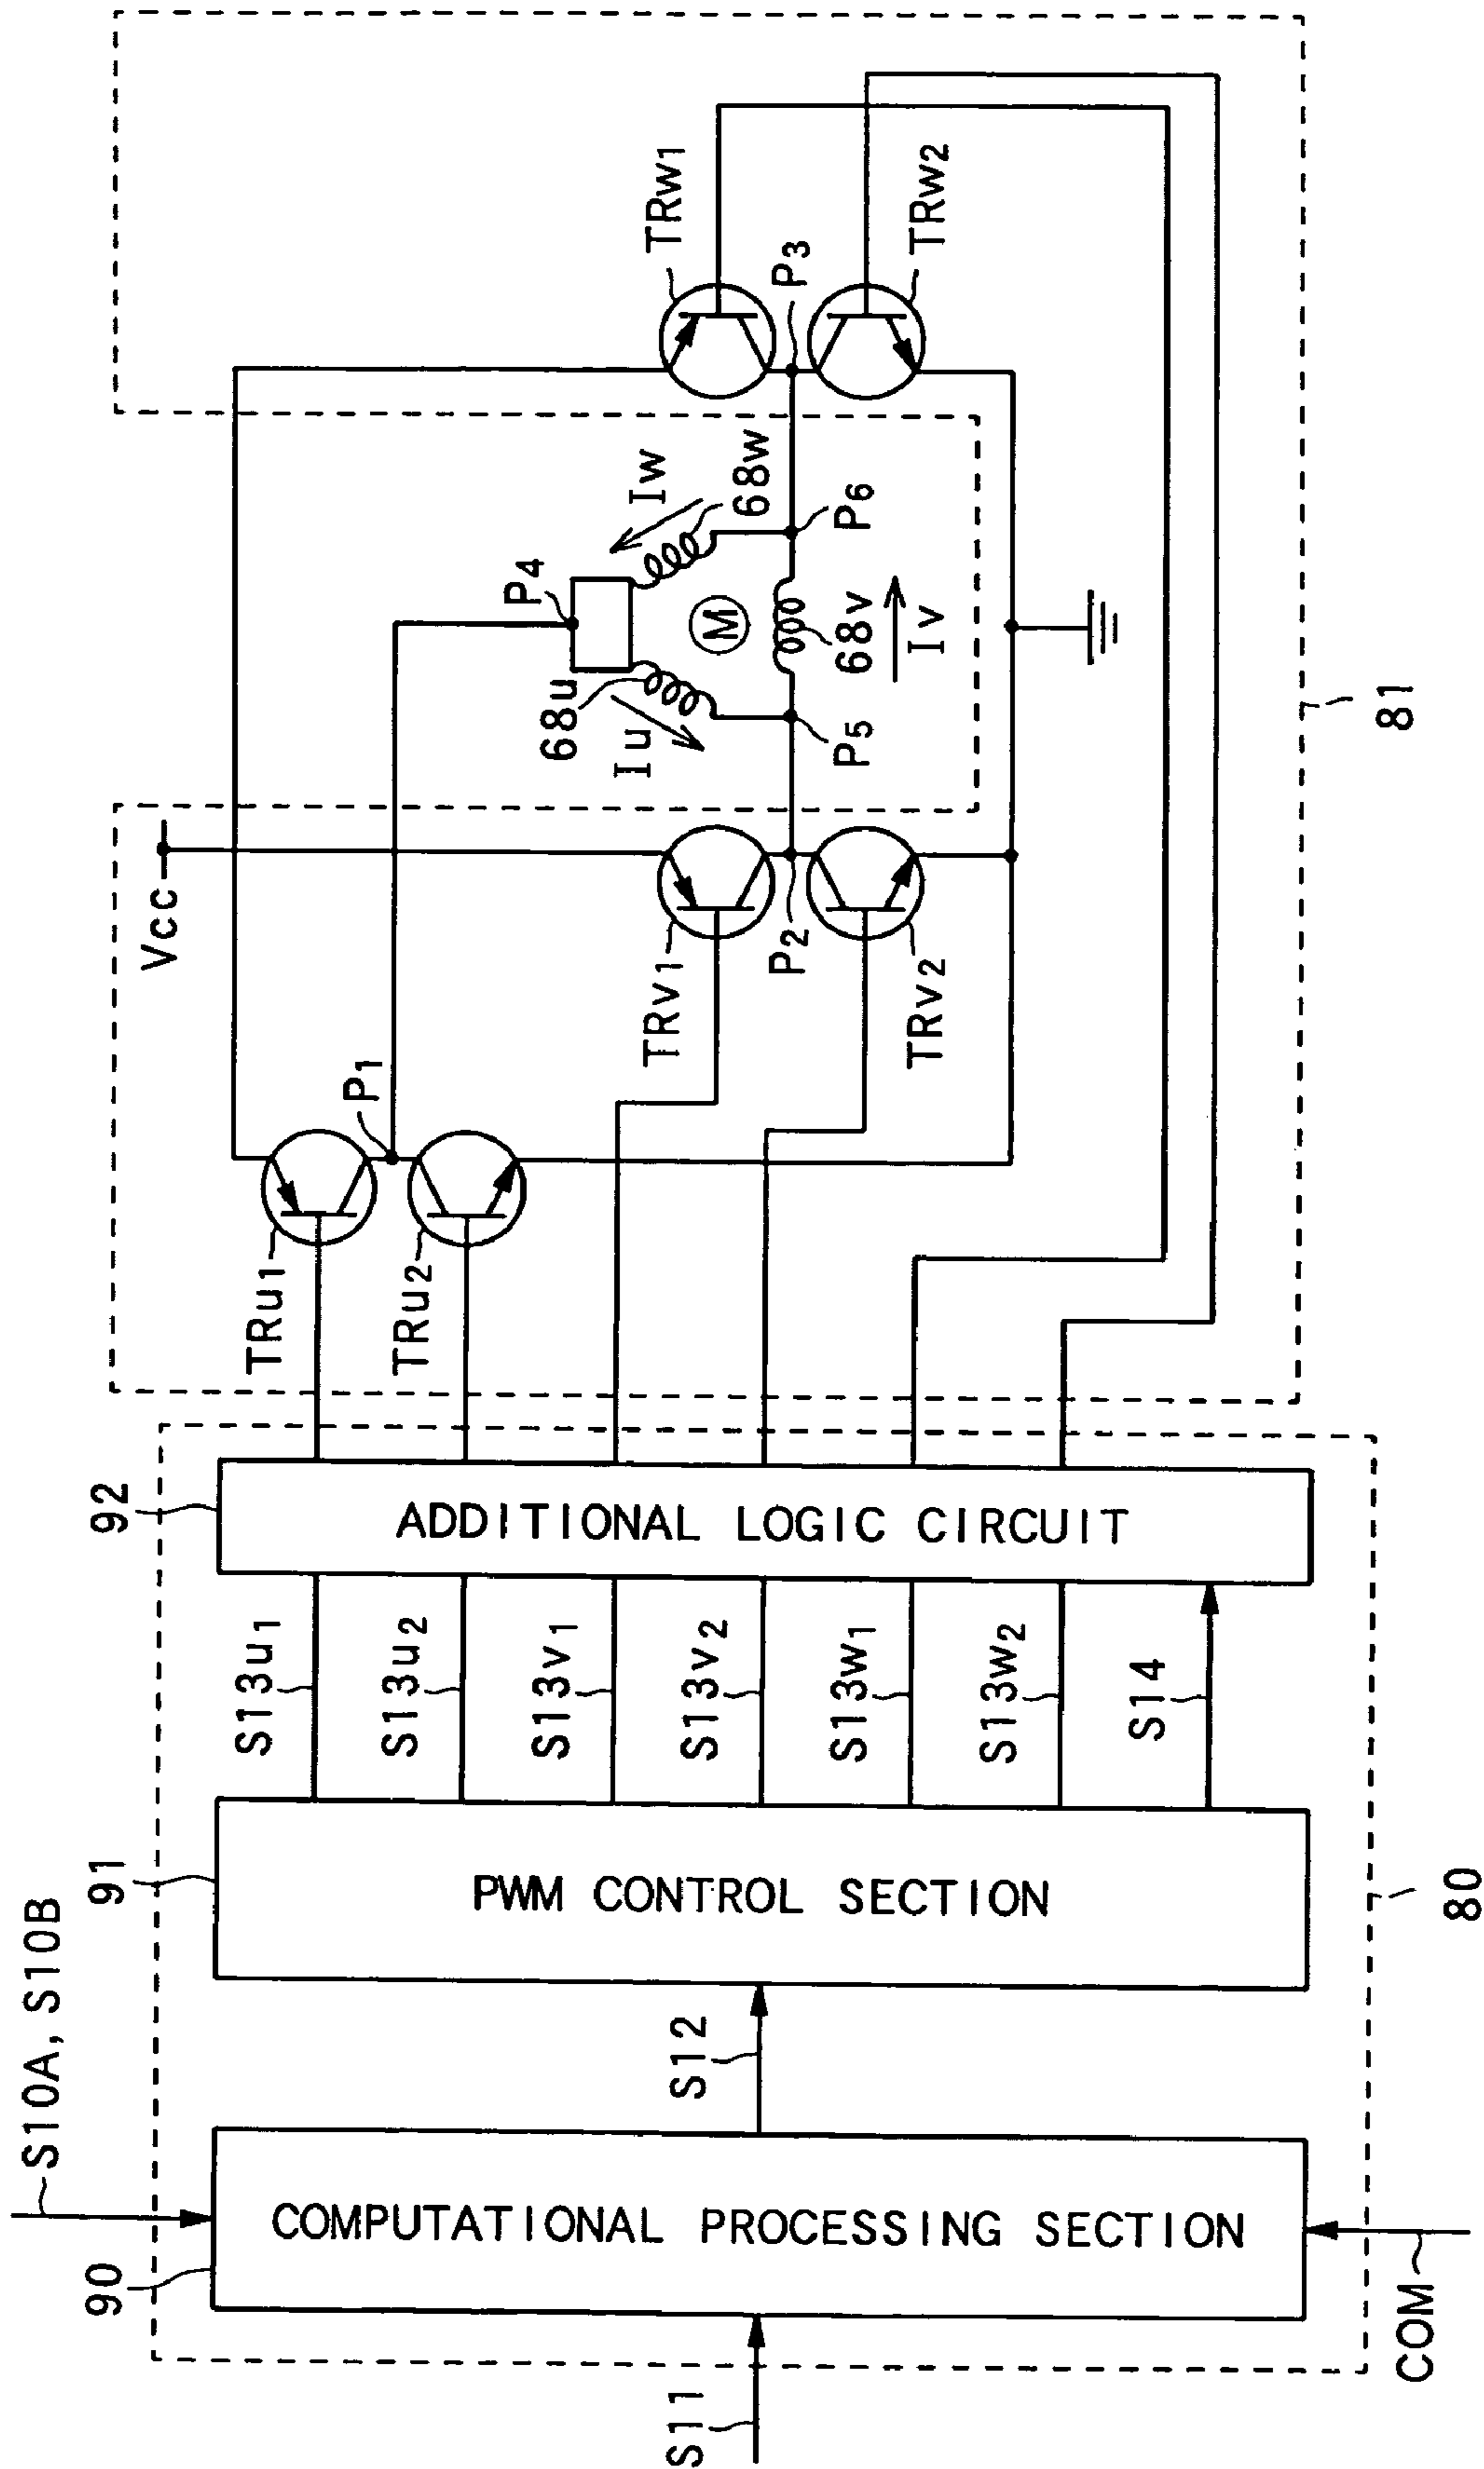 S10A, S10B
90
COMPUTATIONAL PROCESSING SECTION
S11
COM
S12
91
PWM CONTROL SECTION
80
S13u1
S13u2
S13v1
S13v2
S13w1
S13w2
S14
92
ADDITIONAL LOGIC CIRCUIT
TRu1
TRu2
P1
Vcc
TRv1
P2
TRv2
P4
68u
Iu
M
Iw
68w
P5
68v
Iv
P6
TRw1
P3
TRw2
81